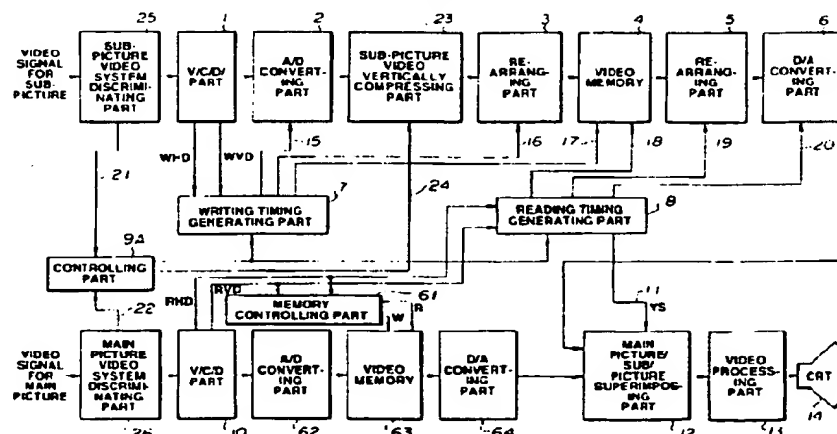 25
1
2
23
3
4
5
6
VIDEO
SIGNAL
FOR
SUB-
PICTURE
SUB-
PICTURE
VIDEO
SYSTEM
DISCRIM-
INATING
PART
V/C/D/
PART
A/D
CONVERT-
ING
PART
SUB-PICTURE
VIDEO
VERTICALLY
COMPRESSING
PART
RE-
ARRANG-
ING
PART
VIDEO
MEMORY
RE-
ARRANG-
ING
PART
D/A
CONVERT-
ING
PART
WHD
WVD
15
16
17
18
19
20
21
7
24
8
WRITING TIMING
GENERATING PART
READING TIMING
GENERATING PART
9A
CONTROLLING
PART
22
RHD
RVD
61
MEMORY
CONTROLLING PART
R
W
11
YS
VIDEO
SIGNAL
FOR
MAIN
PICTURE
MAIN
PICTURE
VIDEO
SYSTEM
DISCRIMI-
NATING
PART
V/C/D
PART
A/D
CONVERT-
ING
PART
VIDEO
MEMORY
D/A
CONVERT-
ING
PART
MAIN
PICTURE/
SUB/
PICTURE
SUPERIMPOS-
ING
PART
VIDEO
PROCESS-
ING
PART
CRT
26
10
62
63
64
12
13
14